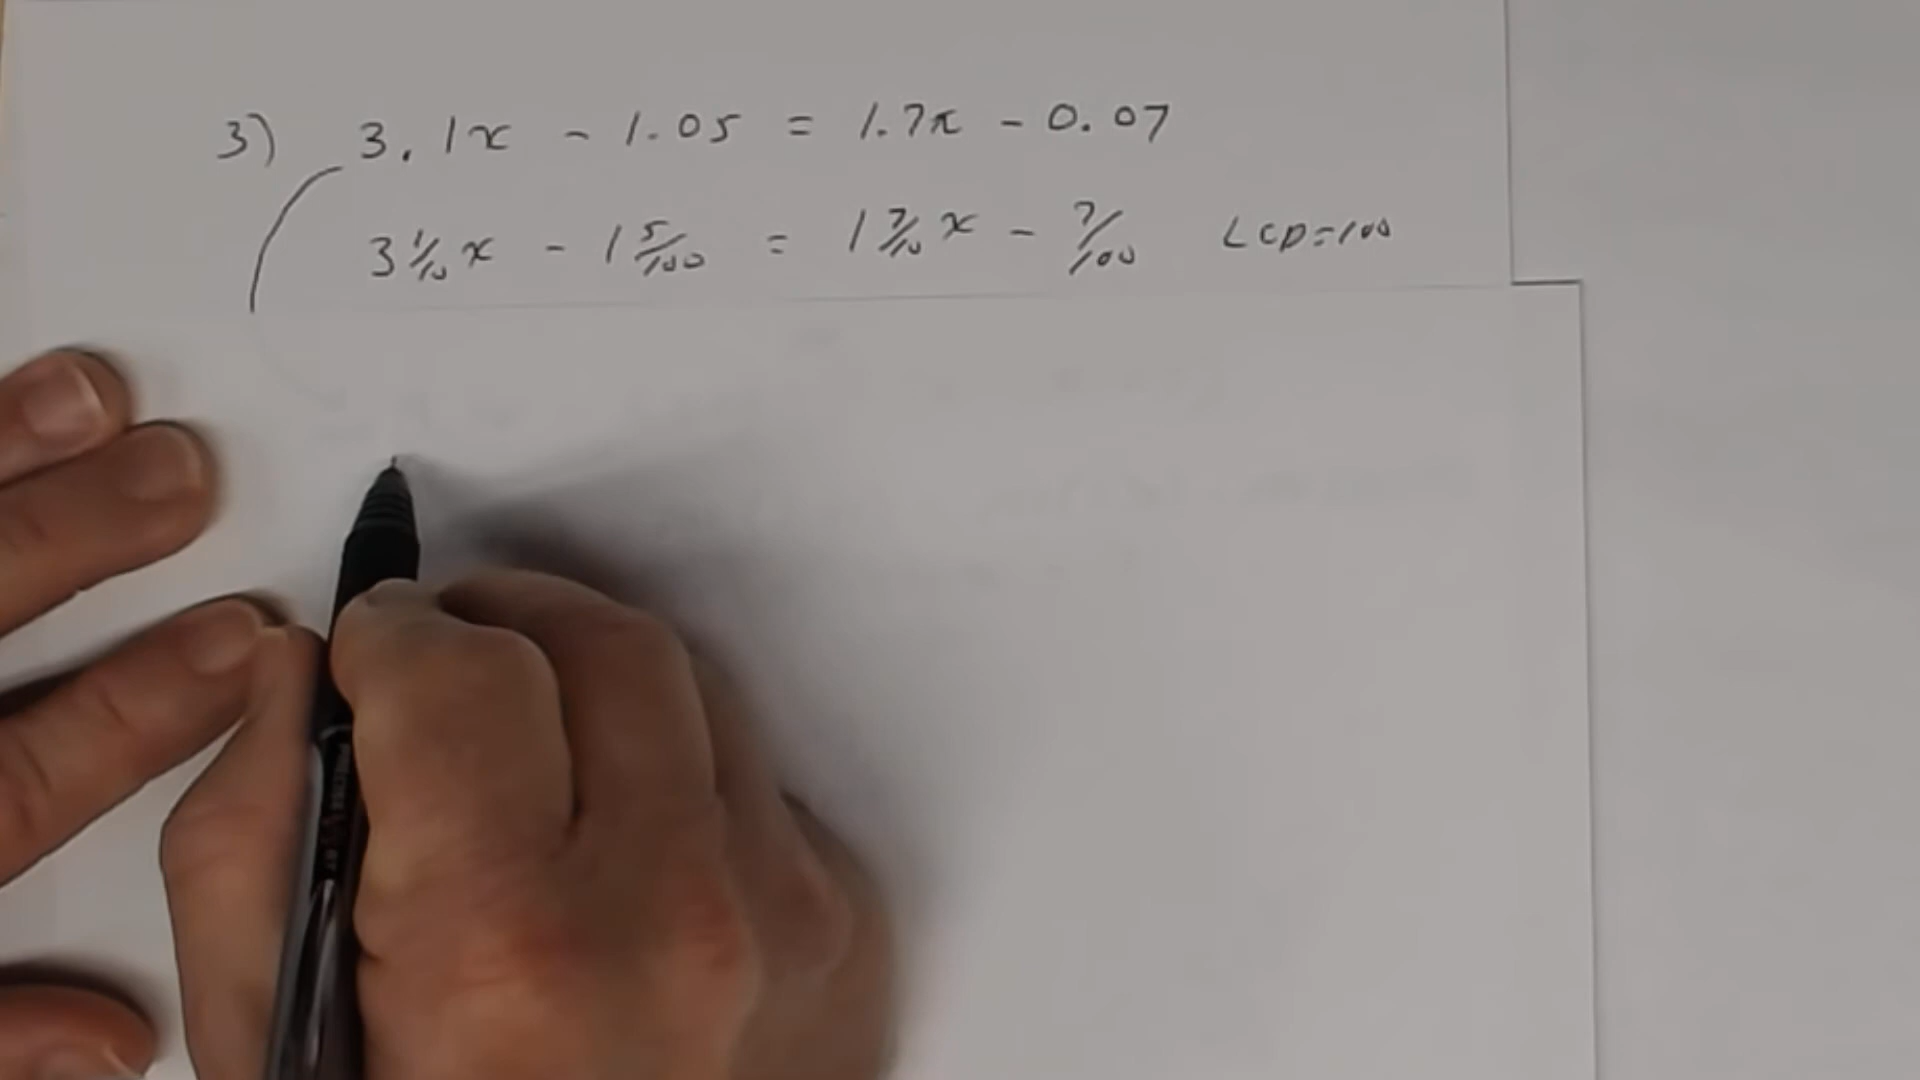 3) 3.1x - 1.05 = 1.7x - 0.07
3 1/10 x - 1 5/100 = 1 7/10 x - 7/100 LCD=100